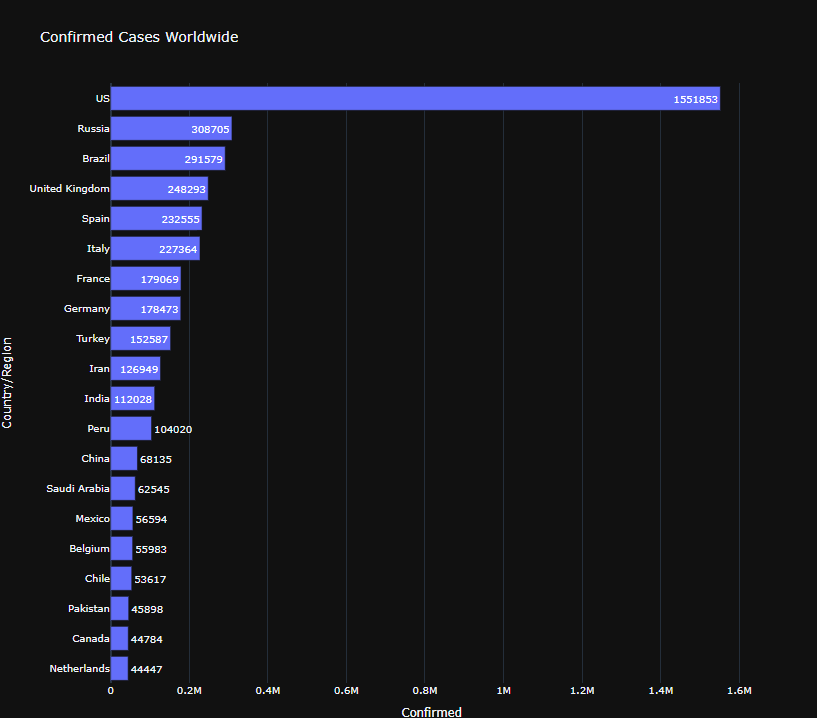 Confirmed Cases Worldwide
US 1551853
Russia 308705
Brazil 291579
United Kingdom 248293
Spain 232555
Italy 227364
France 179069
Germany 178473
Turkey 152587
Iran 126949
India 112028
Peru 104020
China 68135
Saudi Arabia 62545
Mexico 56594
Belgium 55983
Chile 53617
Pakistan 45898
Canada 44784
Netherlands 44447
Country/Region
0 0.2M 0.4M 0.6M 0.8M 1M 1.2M 1.4M 1.6M
Confirmed